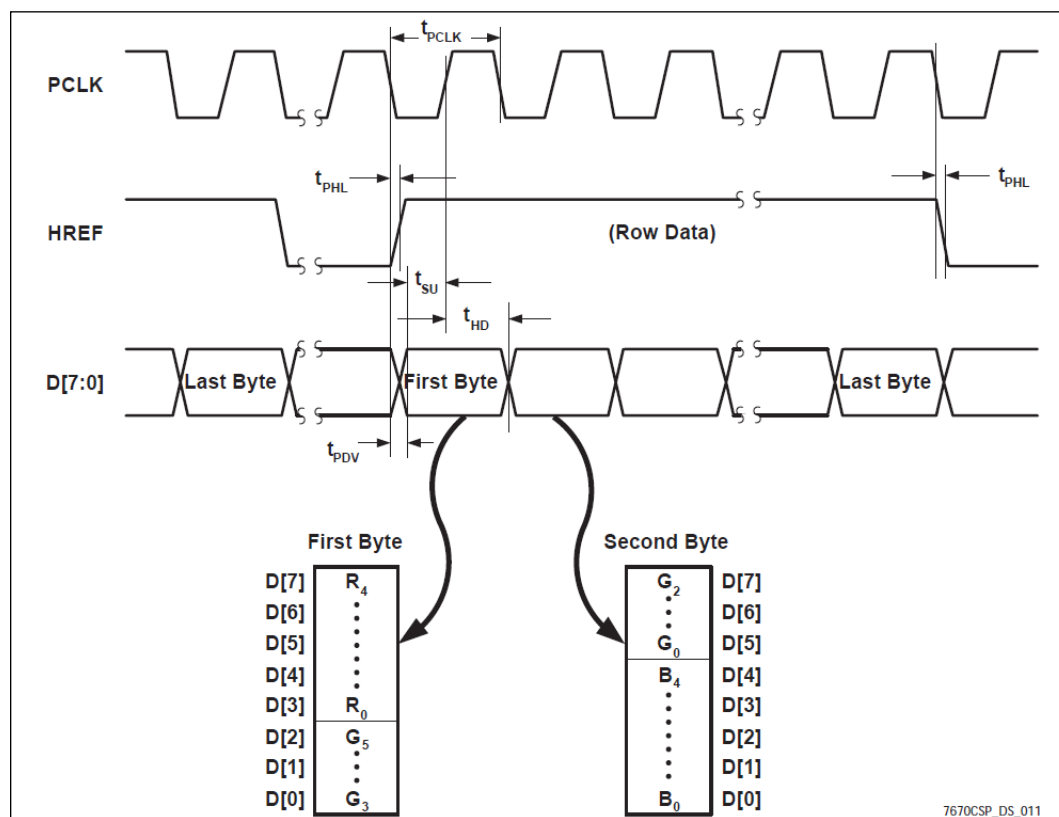 tPCLK
PCLK
tPHL
tPHL
HREF
(Row Data)
tSU
tHD
D[7:0]
Last Byte
First Byte
Last Byte
tPDV
First Byte
Second Byte
D[7] R4 G2 D[7]
D[6] D[6]
D[5] G0 D[5]
D[4] B4 D[4]
D[3] R0 D[3]
D[2] G5 D[2]
D[1] D[1]
D[0] G3 B0 D[0]
7670CSP_DS_011